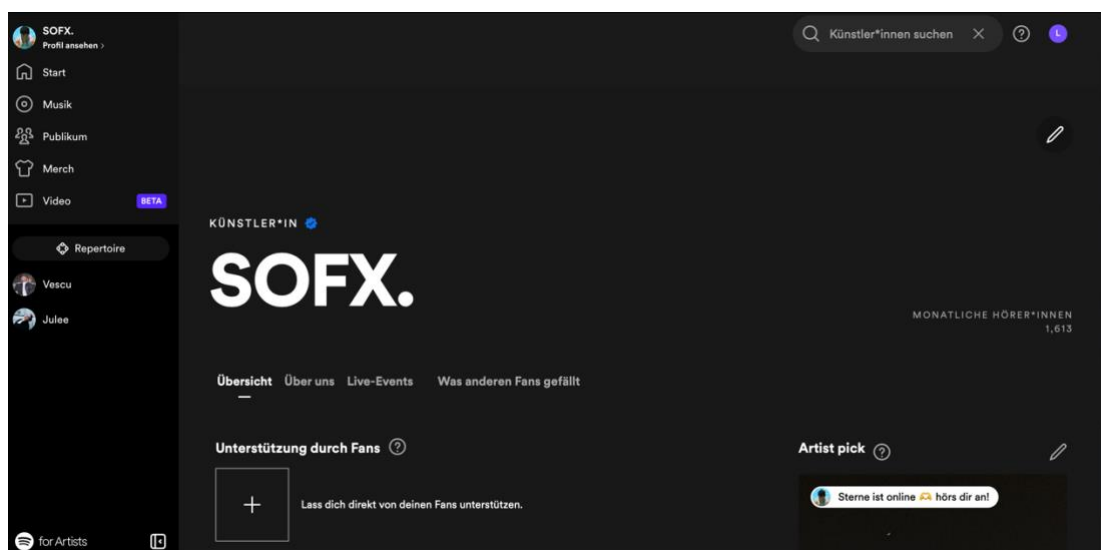 SOFX.
Profil ansehen >
Start
Musik
Publikum
Merch
Video BETA
Repertoire
Vescu
Julee
for Artists
Künstler*innen suchen
L
KÜNSTLER*IN
SOFX.
MONATLICHE HÖRER*INNEN
1,613
Übersicht Über uns Live-Events Was anderen Fans gefällt
Unterstützung durch Fans ?
Lass dich direkt von deinen Fans unterstützen.
Artist pick ?
Sterne ist online 🫶 hörs dir an!